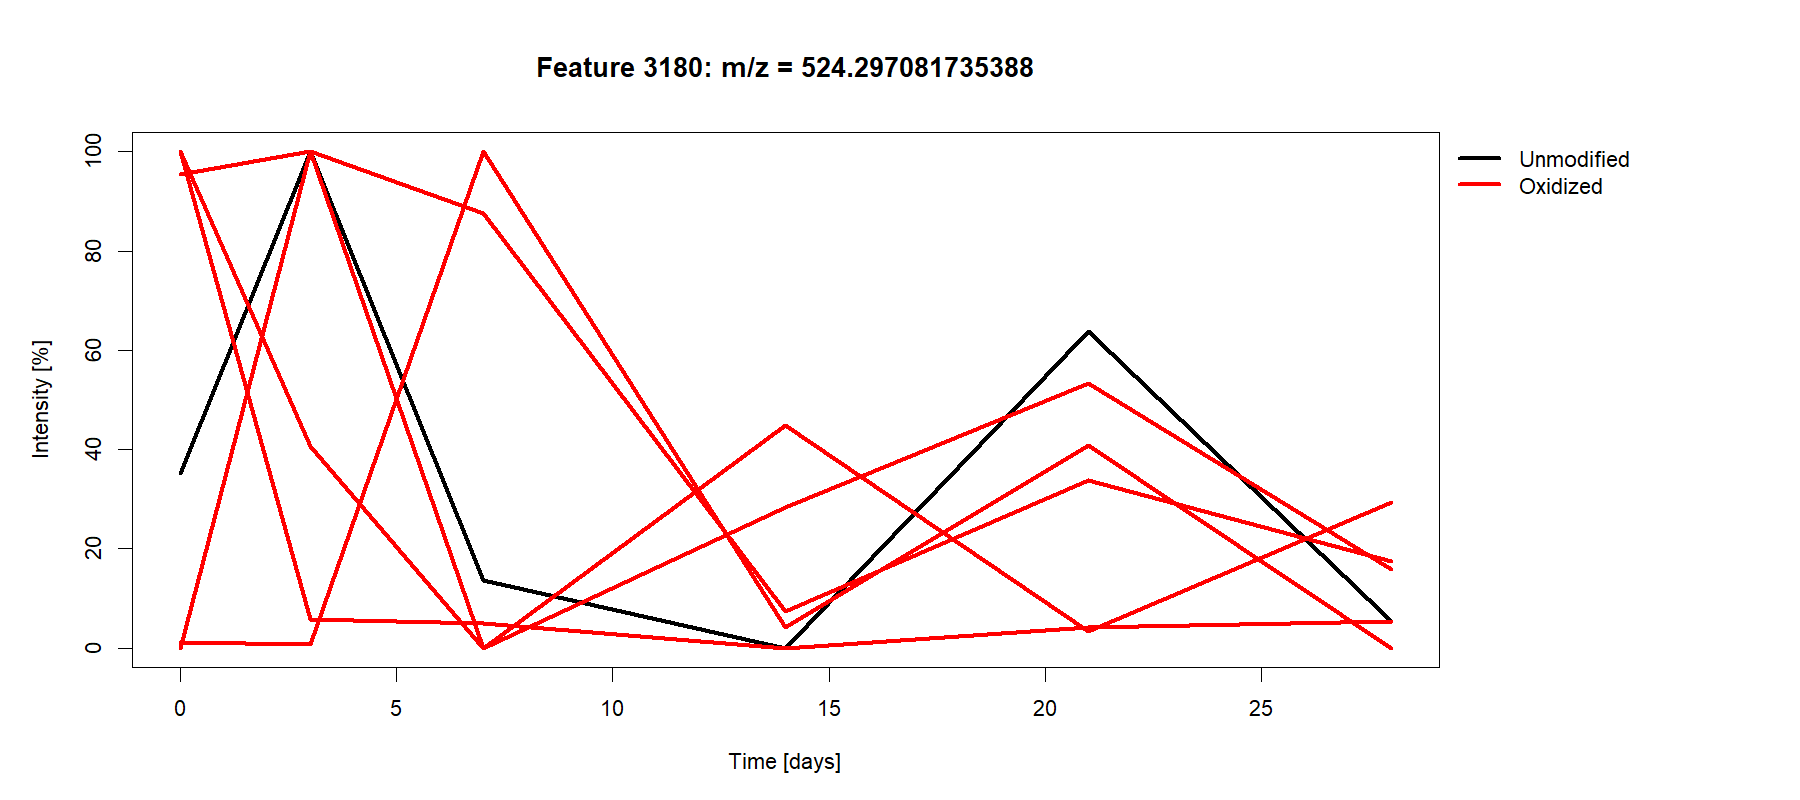 Feature 3180: m/z = 524.297081735388
Unmodified
Oxidized
Intensity [%]
100
80
60
40
20
0
0 5 10 15 20 25
Time [days]